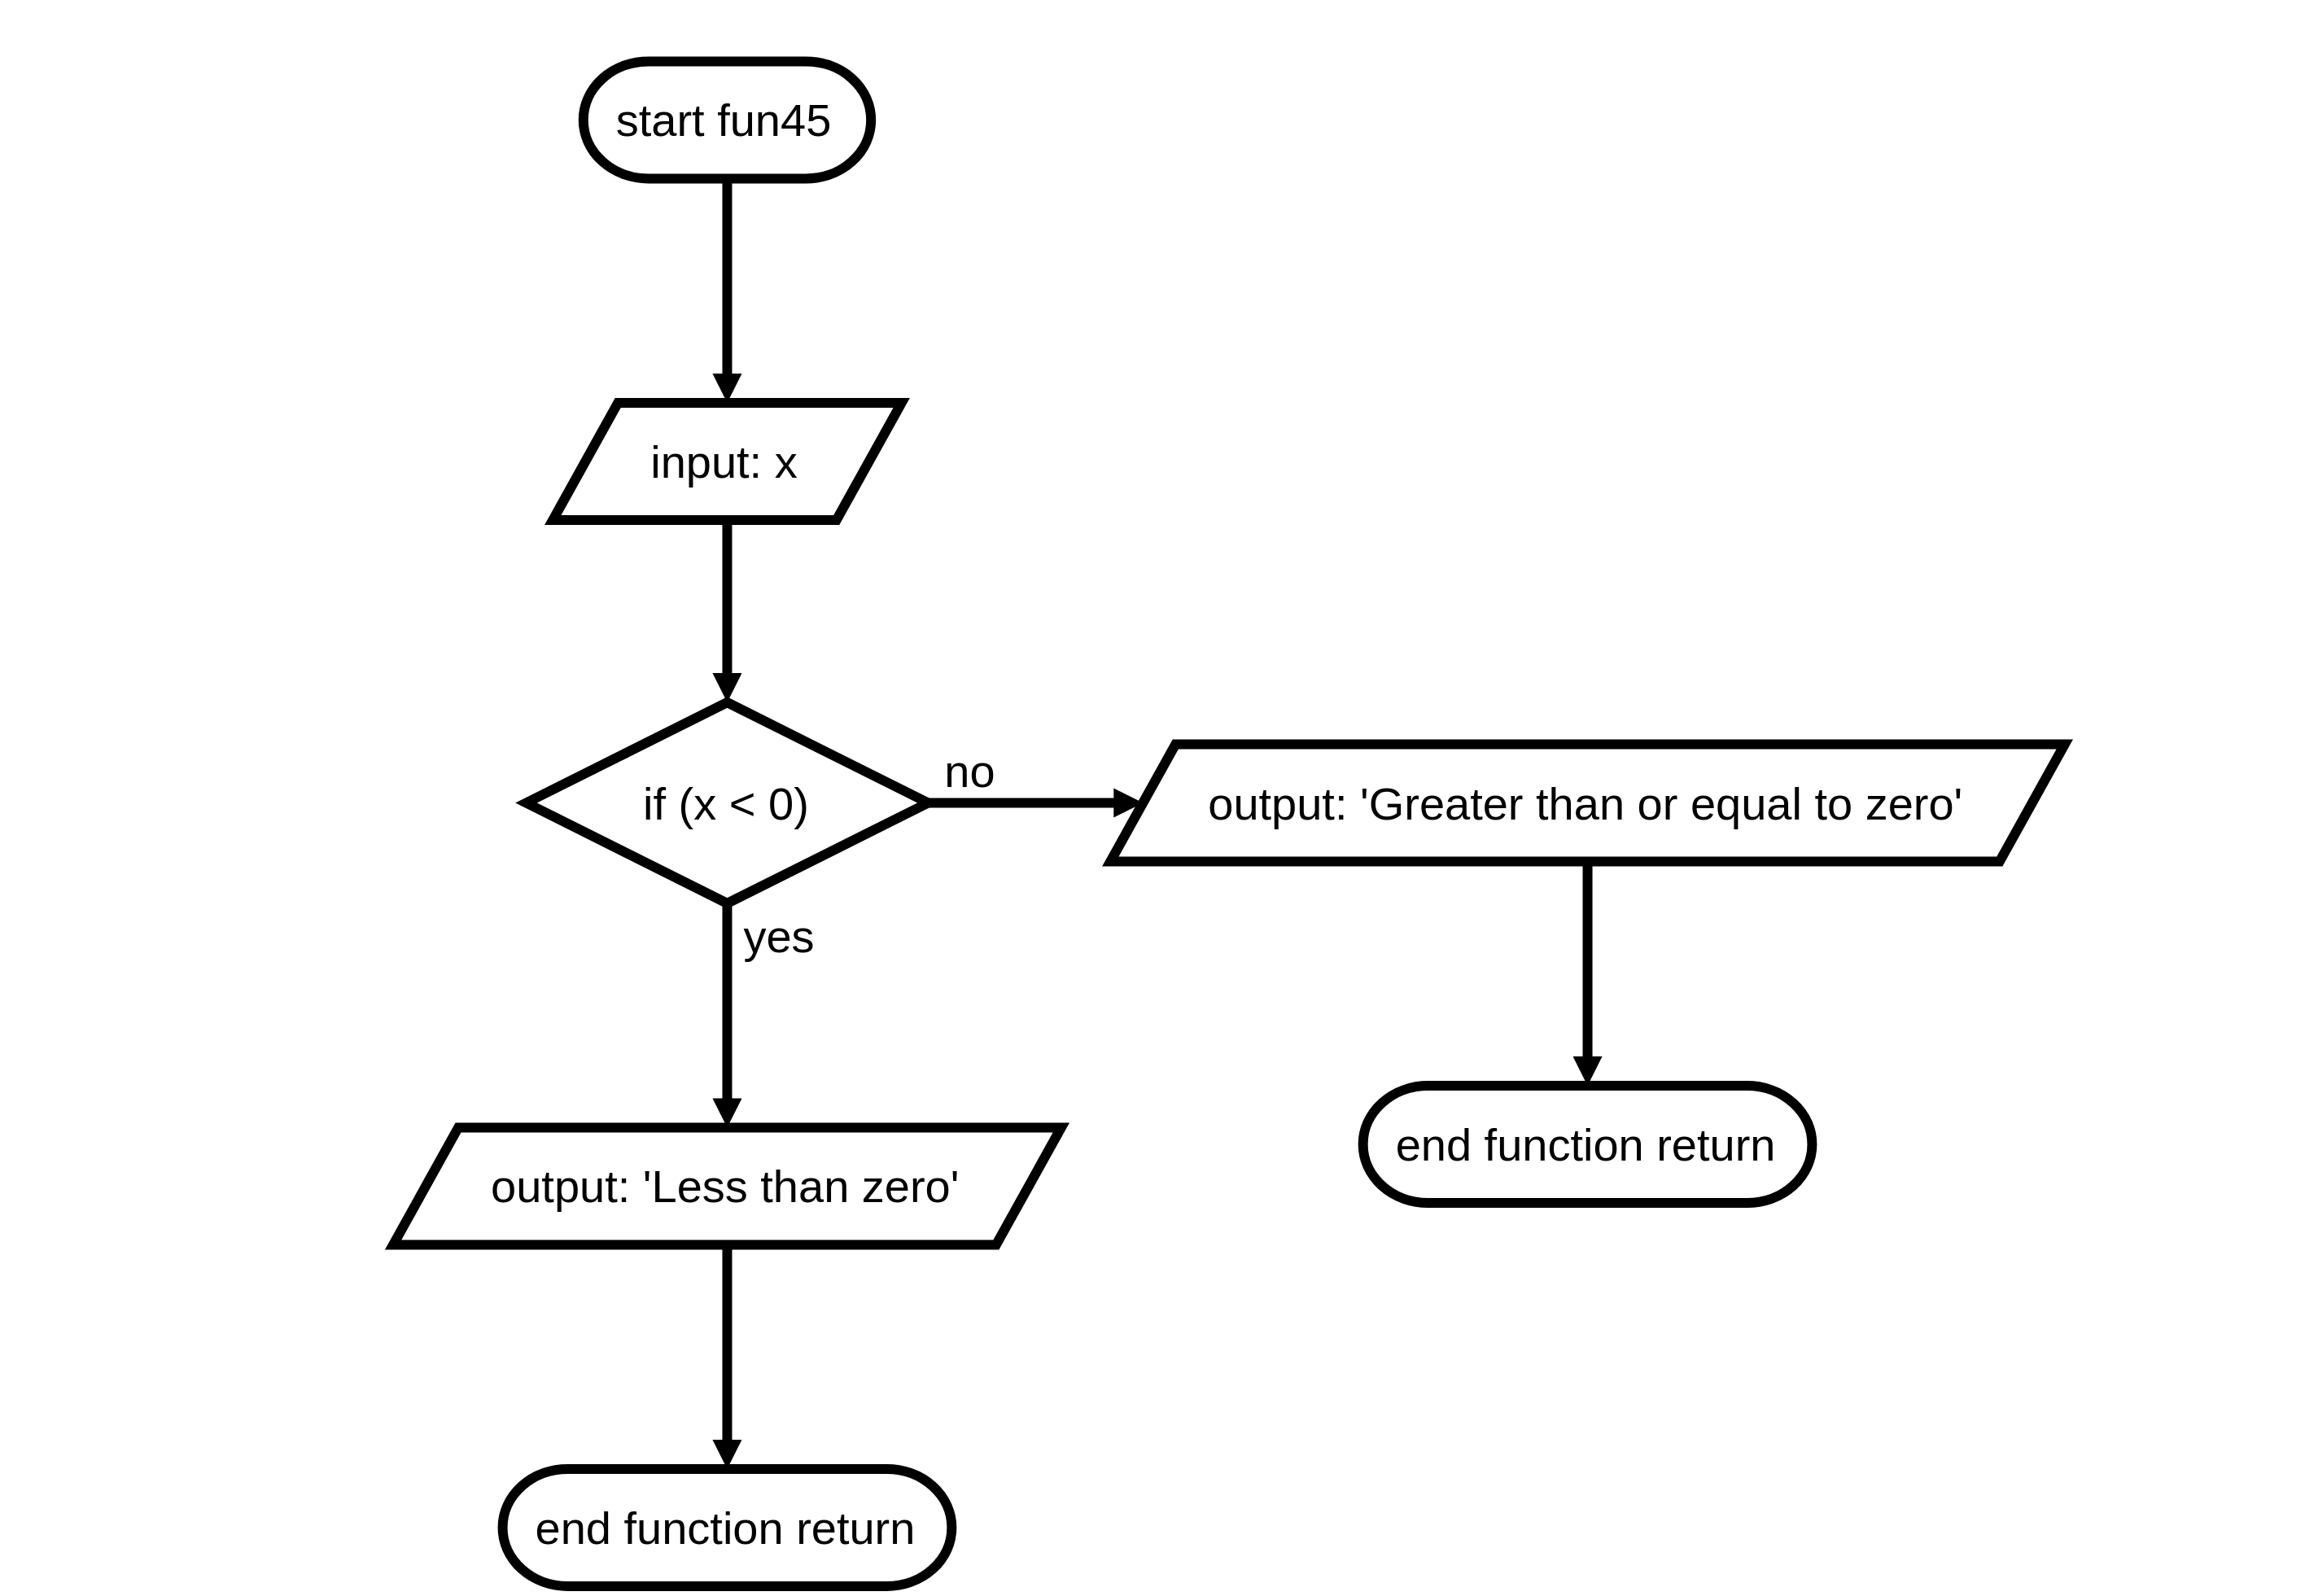 start fun45
input: x
if (x < 0)
no
output: 'Greater than or equal to zero'
yes
end function return
output: 'Less than zero'
end function return